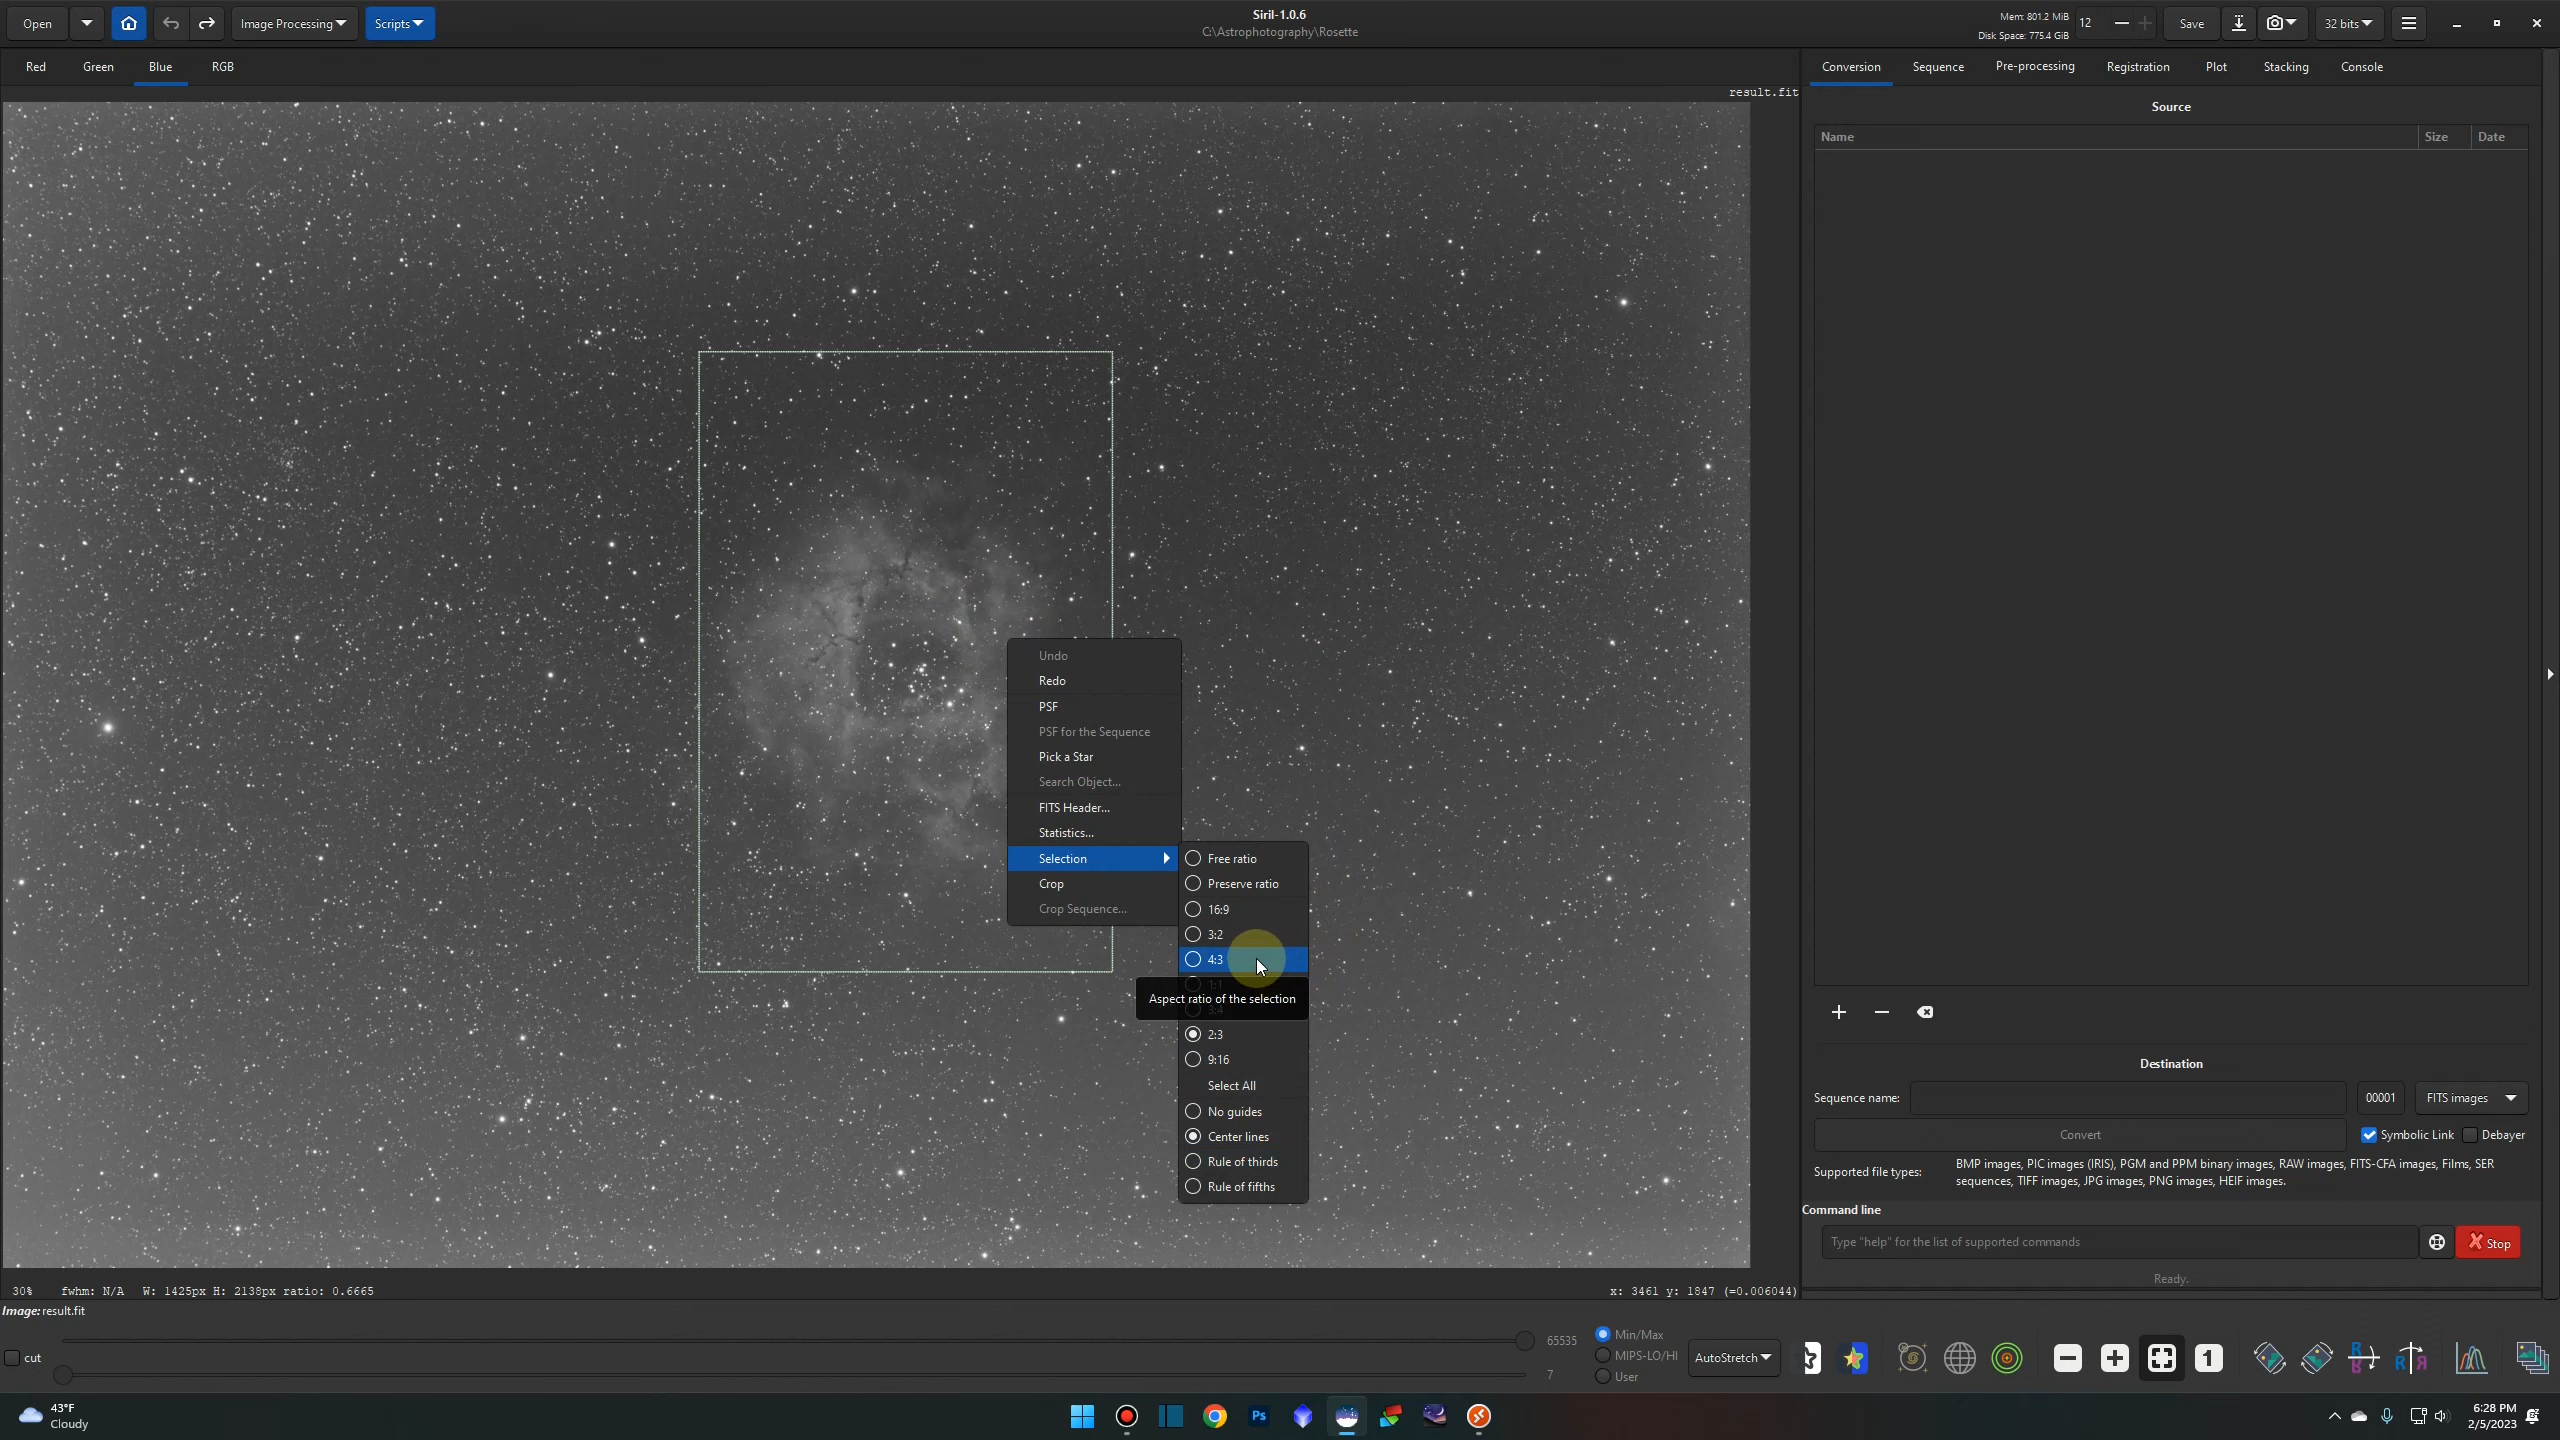 Open
Image Processing
Scripts
Siril-1.0.6
C:\Astrophotography\Rosette
Mem: 801.2 MiB
Disk Space: 775.4 GiB
12
Save
32 bits
Red
Green
Blue
RGB
result.fit
Conversion
Sequence
Pre-processing
Registration
Plot
Stacking
Console
Source
Name
Size
Date
Undo
Redo
PSF
PSF for the Sequence
Pick a Star
Search Object...
FITS Header...
Statistics...
Selection
Crop
Crop Sequence...
Free ratio
Preserve ratio
16:9
3:2
4:3
1:1
Aspect ratio of the selection
3:4
2:3
9:16
Select All
No guides
Center lines
Rule of thirds
Rule of fifths
Destination
Sequence name:
00001
FITS images
Convert
Symbolic Link
Debayer
Supported file types:
BMP images, PIC images (IRIS), PGM and PPM binary images, RAW images, FITS-CFA images, Films, SER
sequences, TIFF images, JPG images, PNG images, HEIF images.
Command line
Type "help" for the list of supported commands
Stop
Ready.
30% fwhm: N/A W: 1425px H: 2138px ratio: 0.6665
x: 3461 y: 1847 (=0.006044)
Image: result.fit
cut
65535
7
Min/Max
MIPS-LO/HI
User
AutoStretch
1
43°F
Cloudy
Ps
6:28 PM
2/5/2023